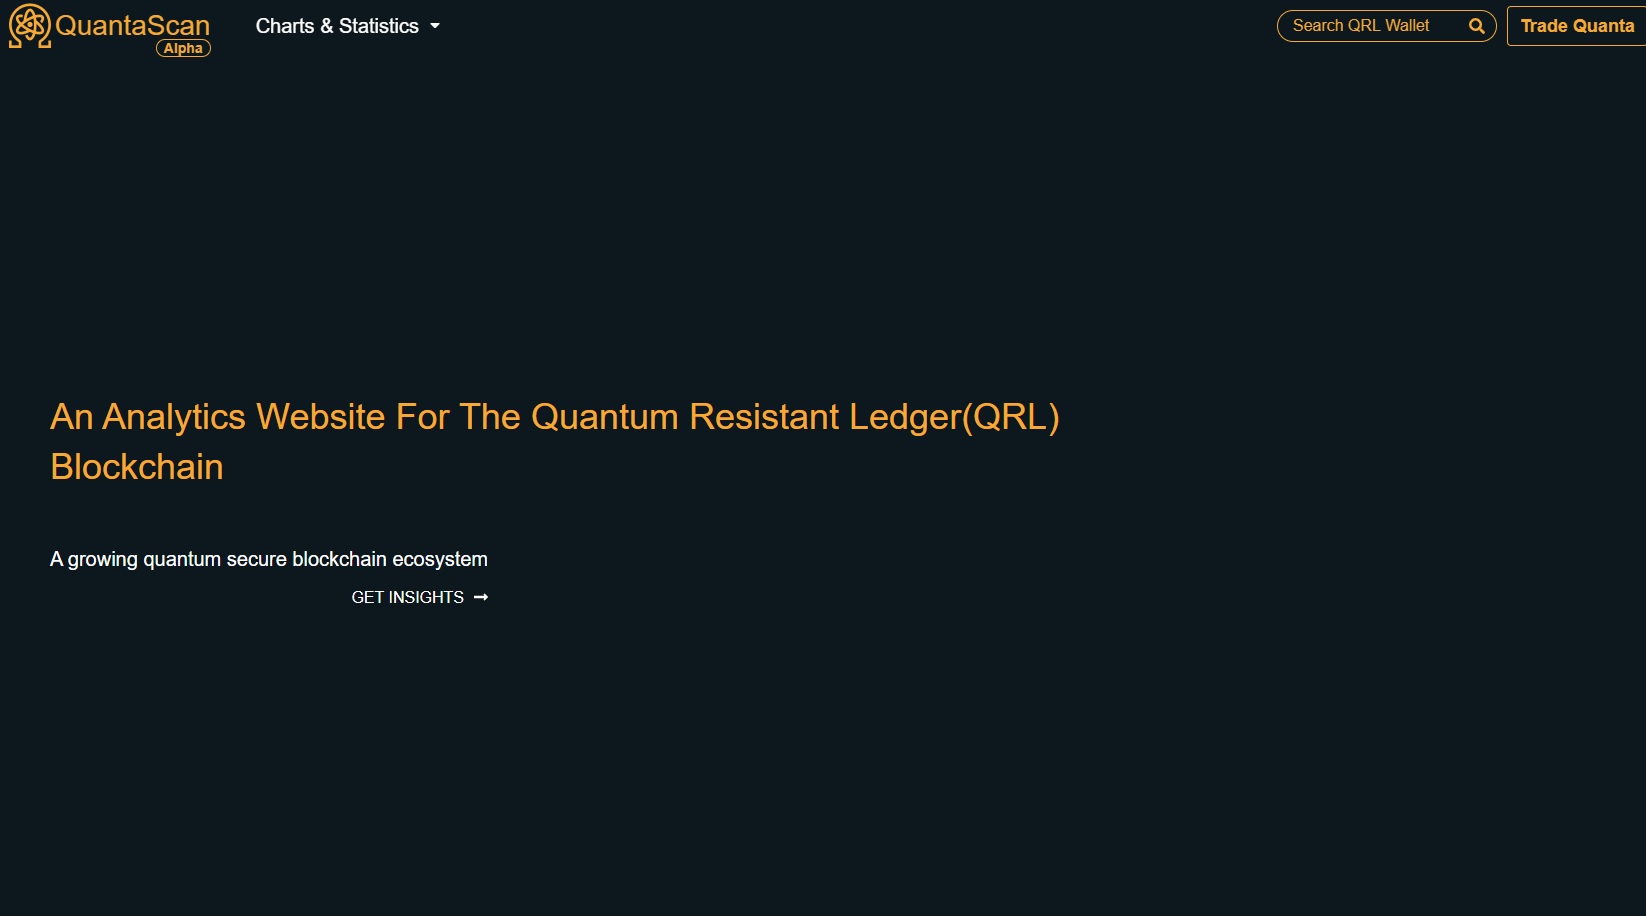 QuantaScan
Alpha
Charts & Statistics
Search QRL Wallet
Trade Quanta
An Analytics Website For The Quantum Resistant Ledger(QRL)
Blockchain
A growing quantum secure blockchain ecosystem
GET INSIGHTS